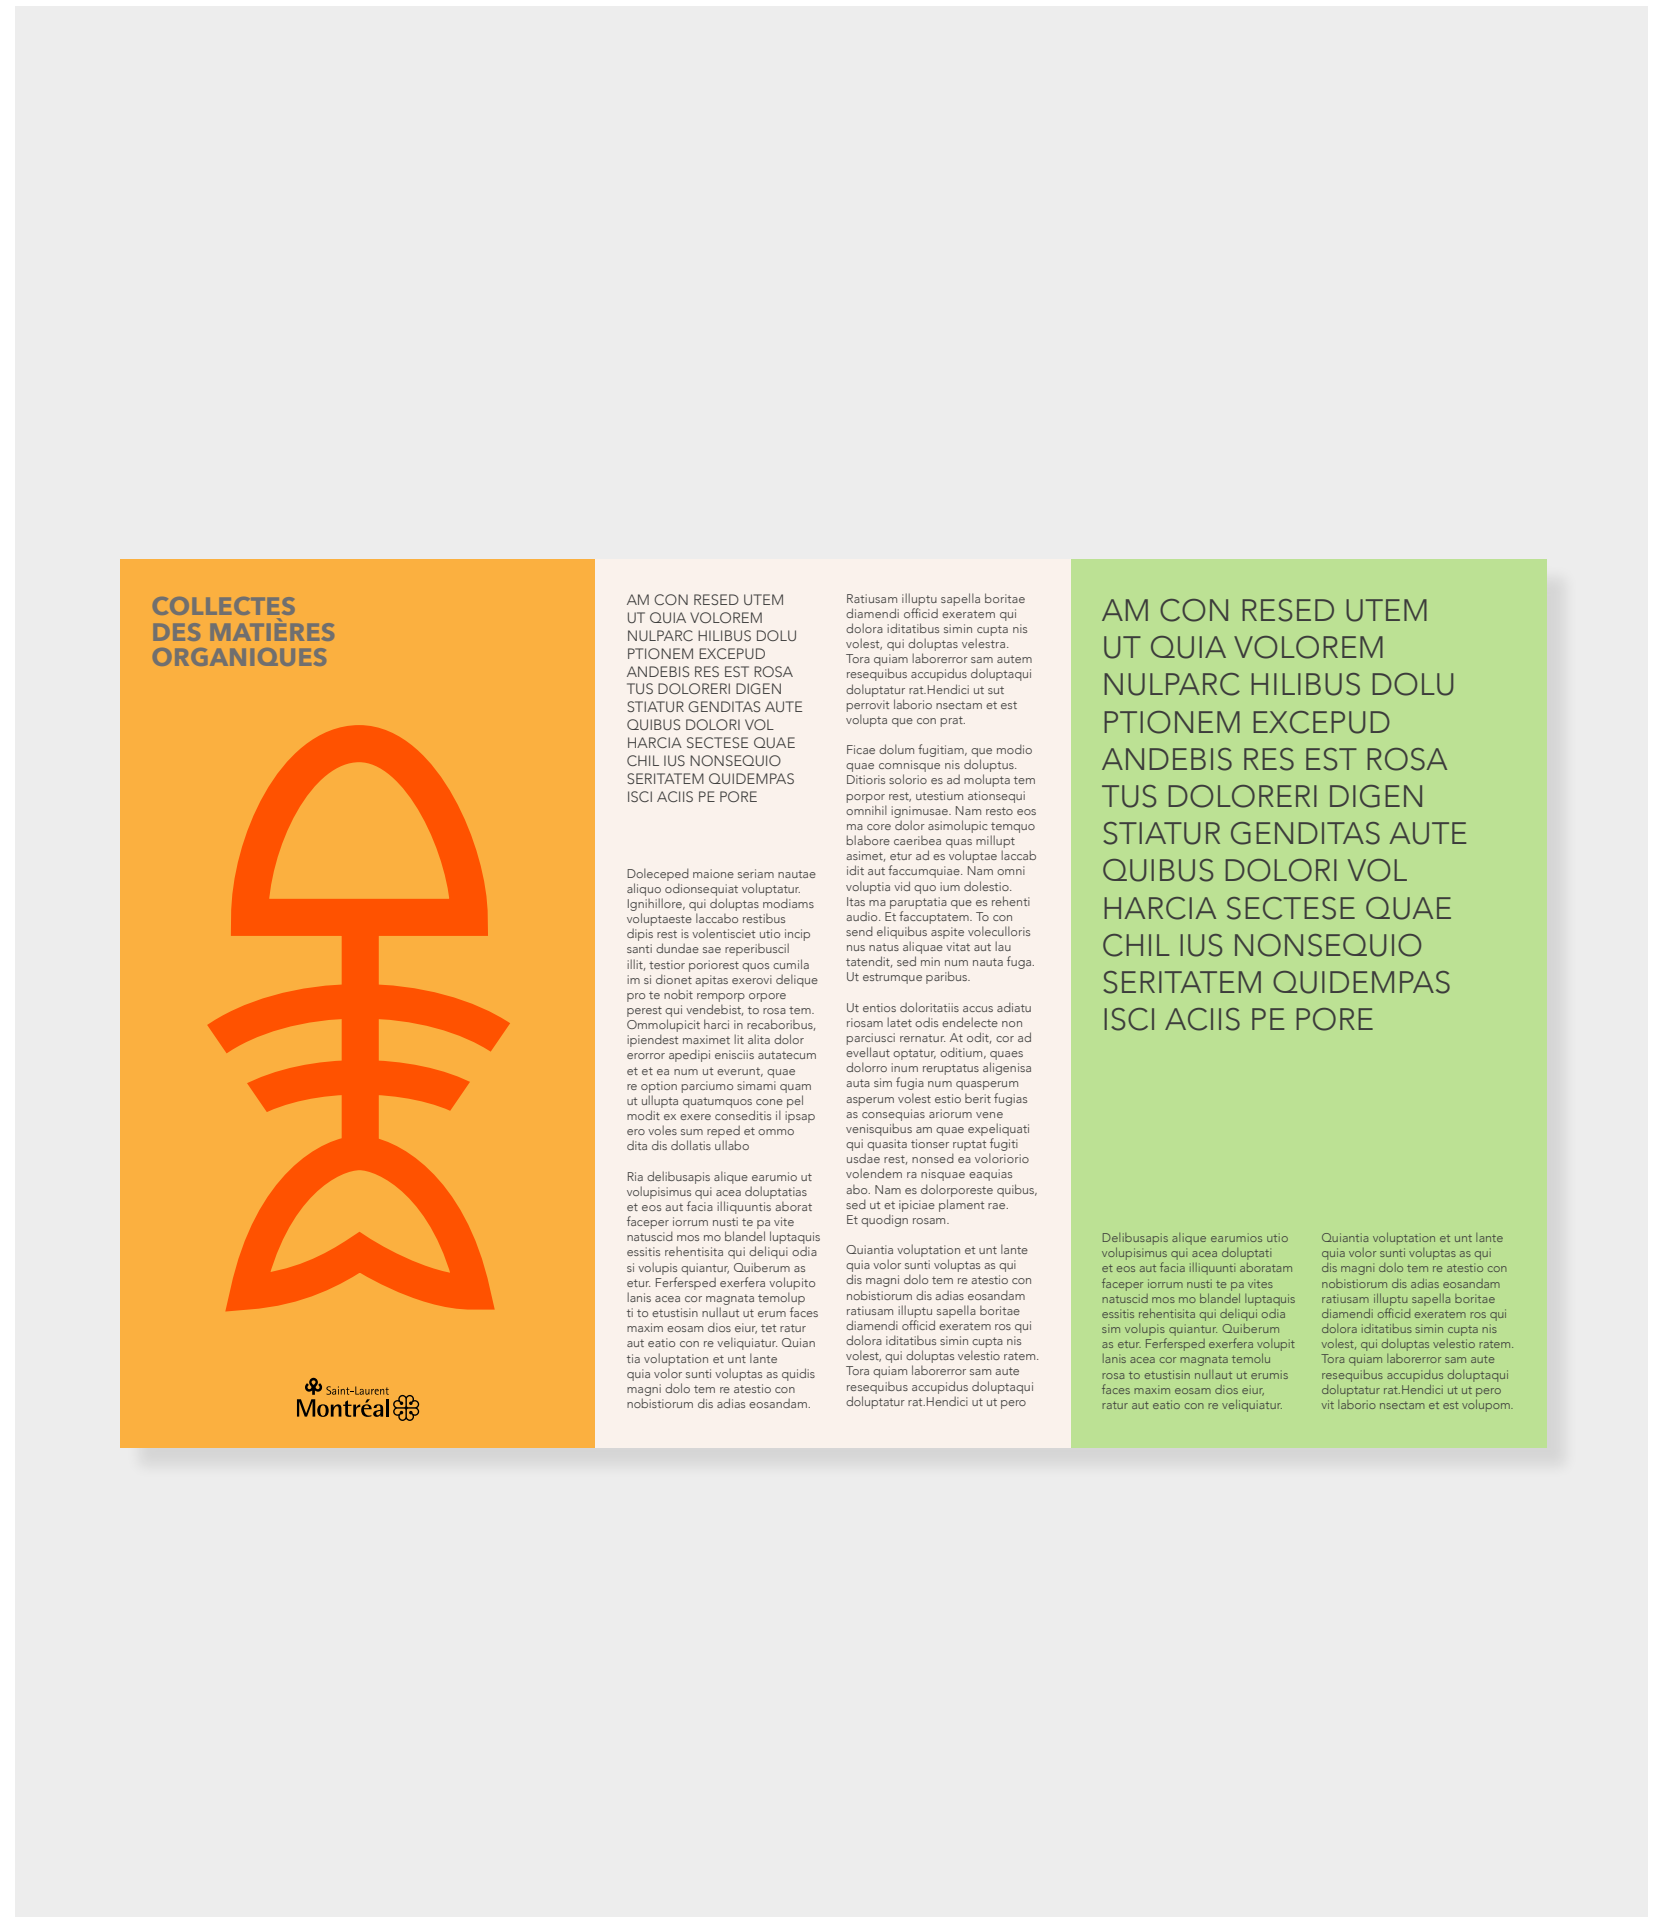 COLLECTES
DES MATIÈRES
ORGANIQUES
Saint-Laurent
Montréal
AM CON RESED UTEM
UT QUIA VOLOREM
NULPARC HILIBUS DOLU
PTIONEM EXCEPUD
ANDEBIS RES EST ROSA
TUS DOLORERI DIGEN
STIATUR GENDITAS AUTE
QUIBUS DOLORI VOL
HARCIA SECTESE QUAE
CHIL IUS NONSEQUIO
SERITATEM QUIDEMPAS
ISCI ACIIS PE PORE
Doleceped maione seriam nautae
aliquo odionsequiat voluptatur.
Ignihillore, qui doluptas modiams
voluptaeste laccabo restibus
dipis rest is volentisciet utio incip
santi dundae sae reperibuscil
illit, testior poriorest quos cumila
im si dionet apitas exerovi delique
pro te nobit remporp orpore
perest qui vendebist, to rosa tem.
Ommolupicit harci in recaboribus,
ipiendest maximet lit alita dolor
erorror apedipi enisciis autatecum
et et ea num ut everunt, quae
re option parciumo simami quam
ut ullupta quatumquos cone pel
modit ex exere conseditis il ipsap
ero voles sum reped et ommo
dita dis dollatis ullabo
Ria delibusapis alique earumio ut
volupisimus qui acea doluptatias
et eos aut facia illiquuntis aborat
faceper iorrum nusti te pa vite
natuscid mos mo blandel luptaquis
essitis rehentisita qui deliqui odia
si volupis quiantur, Quiberum as
etur. Ferfersped exerfera volupito
lanis acea cor magnata temolup
ti to etustisin nullaut ut erum faces
maxim eosam dios eiur, tet ratur
aut eatio con re veliquiatur. Quian
tia voluptation et unt lante
quia volor sunti voluptas as quidis
magni dolo tem re atestio con
nobistiorum dis adias eosandam.
Ratiusam illuptu sapella boritae
diamendi officid exeratem qui
dolora iditatibus simin cupta nis
volest, qui doluptas velestra.
Tora quiam laborerror sam autem
resequibus accupidus doluptaqui
doluptatur rat.Hendici ut sut
perrovit laborio nsectam et est
volupta que con prat.
Ficae dolum fugitiam, que modio
quae comnisque nis doluptus.
Ditioris solorio es ad molupta tem
porpor rest, utestium ationsequi
omnihil ignimusae. Nam resto eos
ma core dolor asimolupic temquo
blabore caeribea quas millupt
asimet, etur ad es voluptae laccab
idit aut faccumquiae. Nam omni
voluptia vid quo ium dolestio.
Itas ma paruptatia que es rehenti
audio. Et faccuptatem. To con
send eliquibus aspite voleculloris
nus natus aliquae vitat aut lau
tatendit, sed min num nauta fuga.
Ut estrumque paribus.
Ut entios doloritatiis accus adiatu
riosam latet odis endelecte non
parciusci rernatur. At odit, cor ad
evellaut optatur, oditium, quaes
dolorro inum reruptatus aligenisa
auta sim fugia num quasperum
asperum volest estio berit fugias
as consequias ariorum vene
venisquibus am quae expeliquati
qui quasita tionser ruptat fugiti
usdae rest, nonsed ea voloriorio
volendem ra nisquae eaquias
abo. Nam es dolorporeste quibus,
sed ut et ipiciae plament rae.
Et quodign rosam.
Quiantia voluptation et unt lante
quia volor sunti voluptas as qui
dis magni dolo tem re atestio con
nobistiorum dis adias eosandam
ratiusam illuptu sapella boritae
diamendi officid exeratem ros qui
dolora iditatibus simin cupta nis
volest, qui doluptas velestio ratem.
Tora quiam laborerror sam aute
resequibus accupidus doluptaqui
doluptatur rat.Hendici ut ut pero
AM CON RESED UTEM
UT QUIA VOLOREM
NULPARC HILIBUS DOLU
PTIONEM EXCEPUD
ANDEBIS RES EST ROSA
TUS DOLORERI DIGEN
STIATUR GENDITAS AUTE
QUIBUS DOLORI VOL
HARCIA SECTESE QUAE
CHIL IUS NONSEQUIO
SERITATEM QUIDEMPAS
ISCI ACIIS PE PORE
Delibusapis alique earumios utio
volupisimus qui acea doluptati
et eos aut facia illiquunti aboratam
faceper iorrum nusti te pa vites
natuscid mos mo blandel luptaquis
essitis rehentisita qui deliqui odia
sim volupis quiantur. Quiberum
as etur. Ferfersped exerfera volupit
lanis acea cor magnata temolu
rosa to etustisin nullaut ut erumis
faces maxim eosam dios eiur,
ratur aut eatio con re veliquiatur.
Quiantia voluptation et unt lante
quia volor sunti voluptas as qui
dis magni dolo tem re atestio con
nobistiorum dis adias eosandam
ratiusam illuptu sapella boritae
diamendi officid exeratem ros qui
dolora iditatibus simin cupta nis
volest, qui doluptas velestio ratem.
Tora quiam laborerror sam aute
resequibus accupidus doluptaqui
doluptatur rat.Hendici ut ut pero
vit laborio nsectam et est volupom.